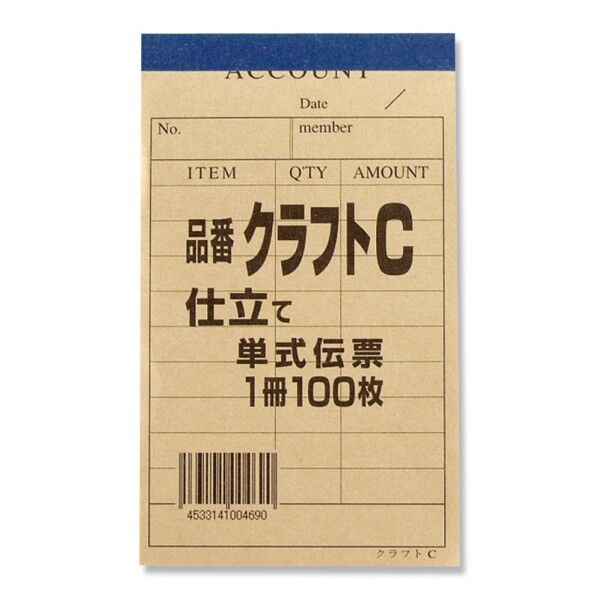 ACCOUNT
Date /
No. member
ITEM Q'TY AMOUNT
品番 クラフトC
仕立て
単式伝票
1冊100枚
4533141004690
クラフトC